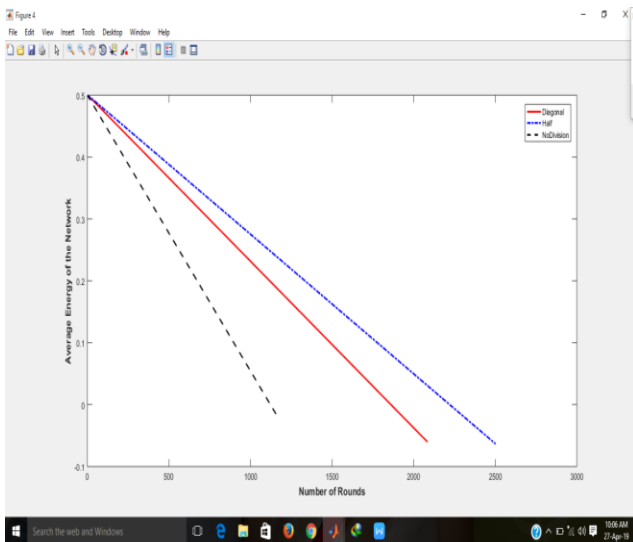 Figure 4
File Edit View Insert Tools Desktop Window Help
Diagonal
Half
NoDivision
0.5
0.4
0.3
0.2
0.1
0
-0.1
Average Energy of the Network
0 500 1000 1500 2000 2500 3000
Number of Rounds
Search the web and Windows
10:06 AM
27-Apr-19